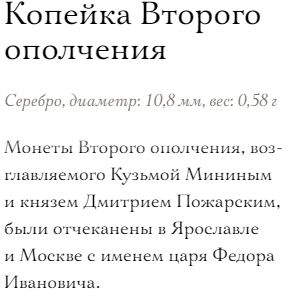 Копейка Второго
ополчения
Серебро, диаметр: 10,8 мм, вес: 0,58 г
Монеты Второго ополчения, воз-
главляемого Кузьмой Мининым
и князем Дмитрием Пожарским,
были отчеканены в Ярославле
и Москве с именем царя Федора
Ивановича.